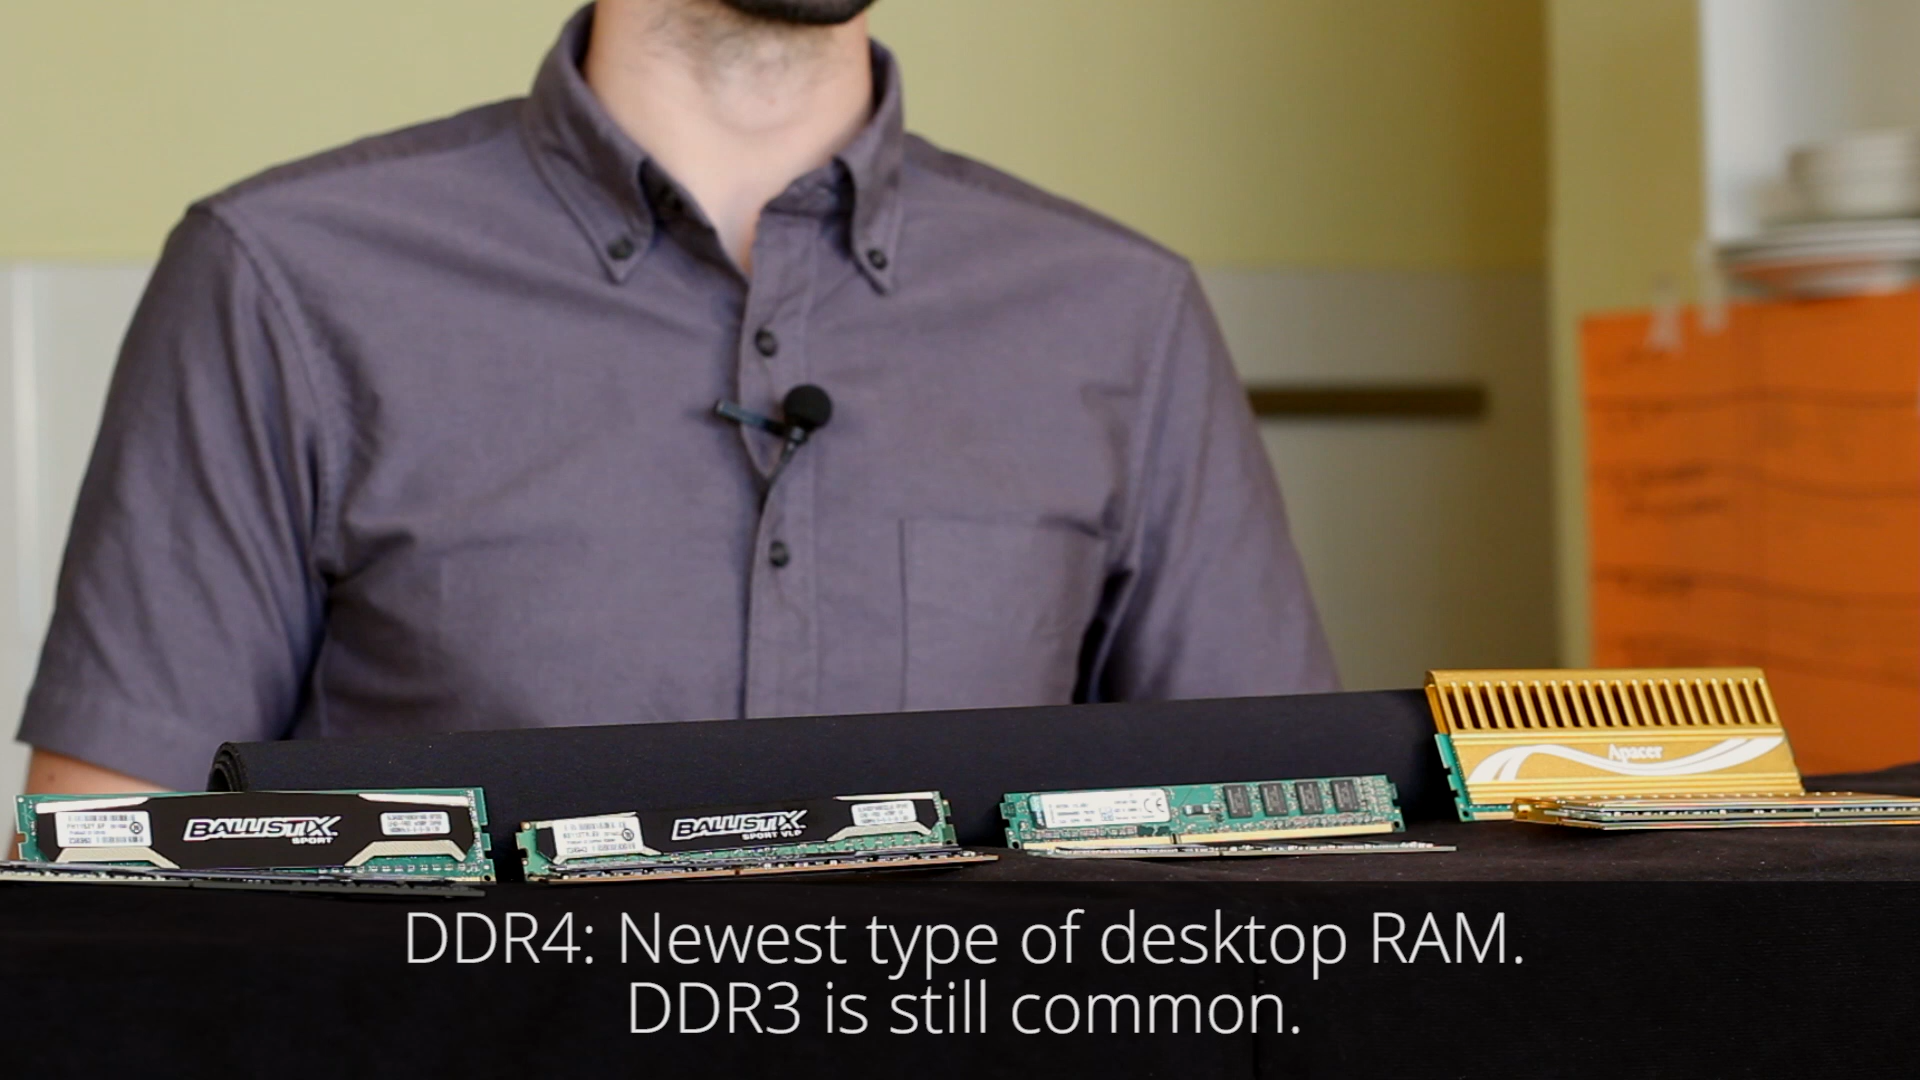 Apacer
BALLISTIX
SPORT
BALLISTIX
SPORT VLP
DDR4: Newest type of desktop RAM.
DDR3 is still common.